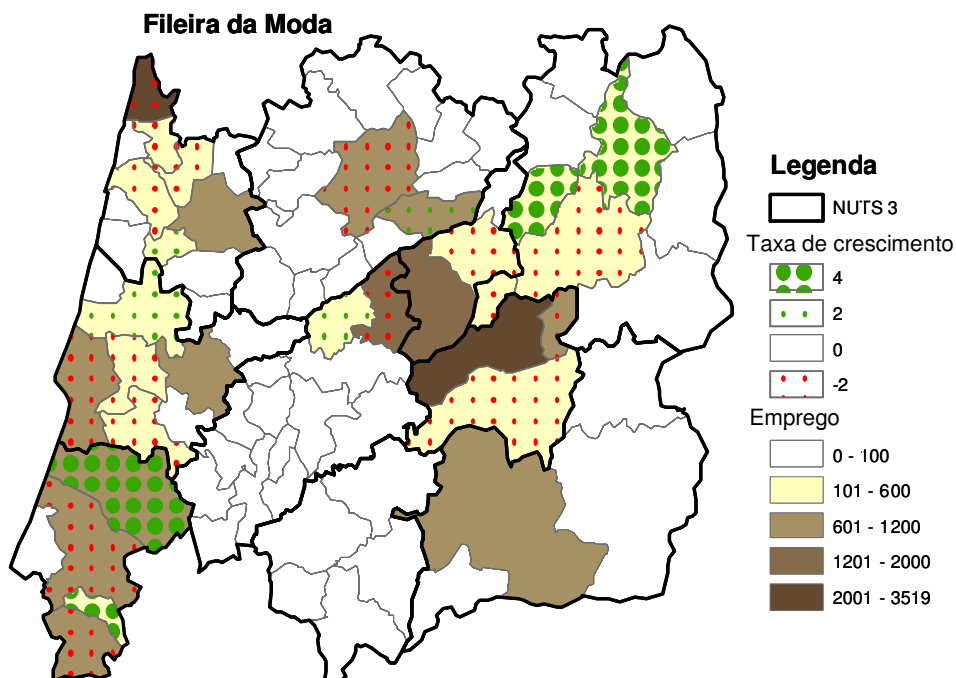 Fileira da Moda
Legenda
NUTS 3
Taxa de crescimento
4
2
0
-2
Emprego
0 - 100
101 - 600
601 - 1200
1201 - 2000
2001 - 3519